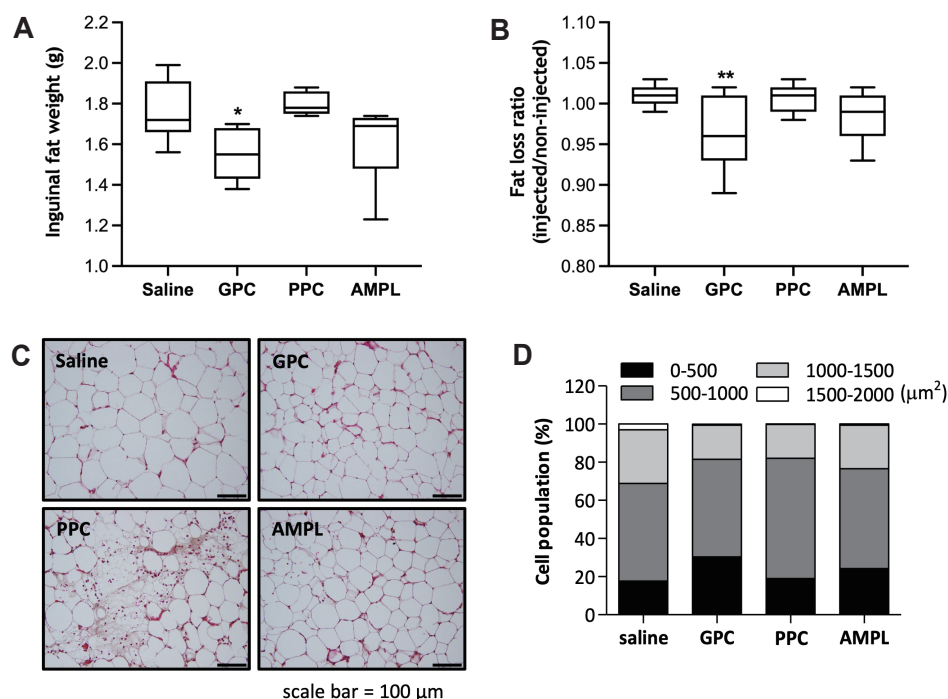 A
Inguinal fat weight (g)
2.2
2.0
1.8
1.6
1.4
1.2
1.0
*
Saline GPC PPC AMPL
B
Fat loss ratio
(injected/non-injected)
1.10
1.05
1.00
0.95
0.90
0.85
0.80
**
Saline GPC PPC AMPL
C
Saline
GPC
PPC
AMPL
scale bar = 100 μm
D
0-500
1000-1500
500-1000
1500-2000 (μm²)
Cell population (%)
120
100
80
60
40
20
0
saline GPC PPC AMPL